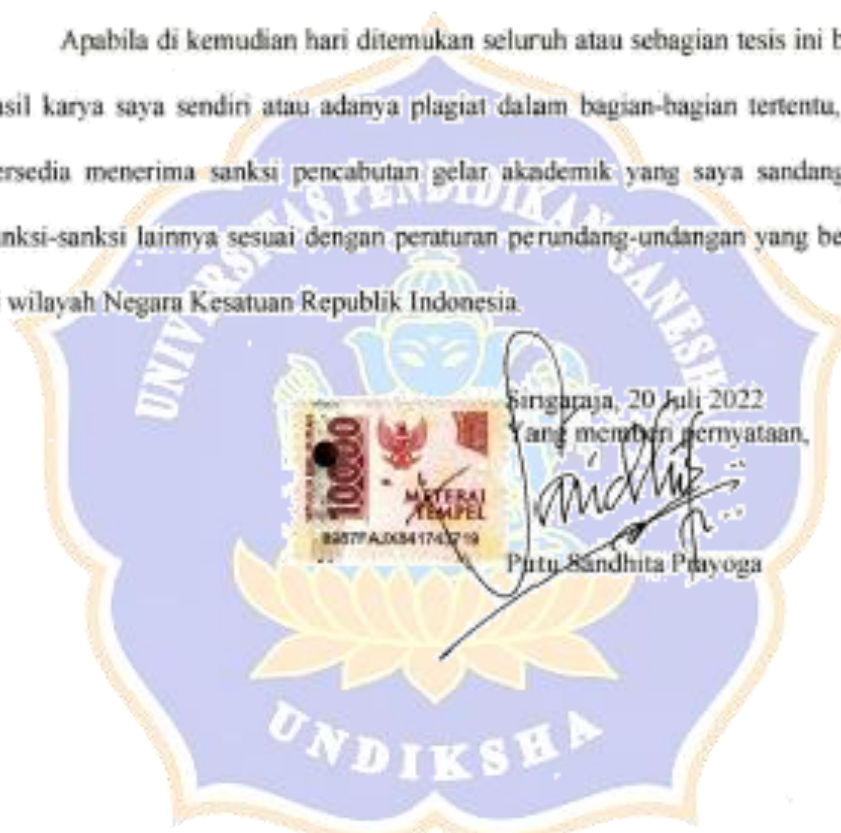 Apabila di kemudian hari ditemukan seluruh atau sebagian tesis ini b
asil karya saya sendiri atau adanya plagiat dalam bagian-bagian tertentu,
ersedia menerima sanksi pencabutan gelar akademik yang saya sandang
nksi-sanksi lainnya sesuai dengan peraturan perundang-undangan yang be
i wilayah Negara Kesatuan Republik Indonesia.
UNIVERSITAS PENDIDIKAN GANESHA
Singaraja, 20 Juli 2022
Yang memberi pernyataan,
10000
METERAI
TEMPEL
Putu Sandhita Prayoga
UNDIKSHA